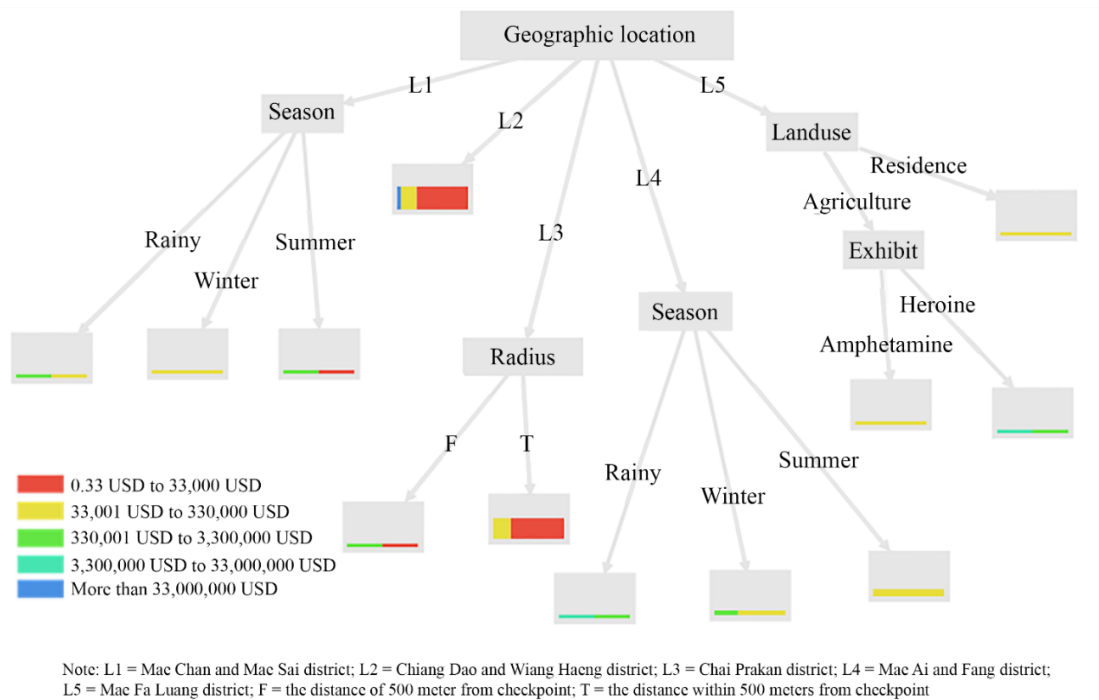 Geographic location
L1
L2
L3
L4
L5
Season
Landuse
Residence
Agriculture
Exhibit
Rainy
Winter
Summer
Heroine
Amphetamine
Season
Radius
F
T
Rainy
Winter
Summer
0.33 USD to 33,000 USD
33,001 USD to 330,000 USD
330,001 USD to 3,300,000 USD
3,300,000 USD to 33,000,000 USD
More than 33,000,000 USD
Note: L1 = Mae Chan and Mae Sai district; L2 = Chiang Dao and Wiang Haeng district; L3 = Chai Prakan district; L4 = Mae Ai and Fang district;
L5 = Mae Fa Luang district; F = the distance of 500 meter from checkpoint; T = the distance within 500 meters from checkpoint